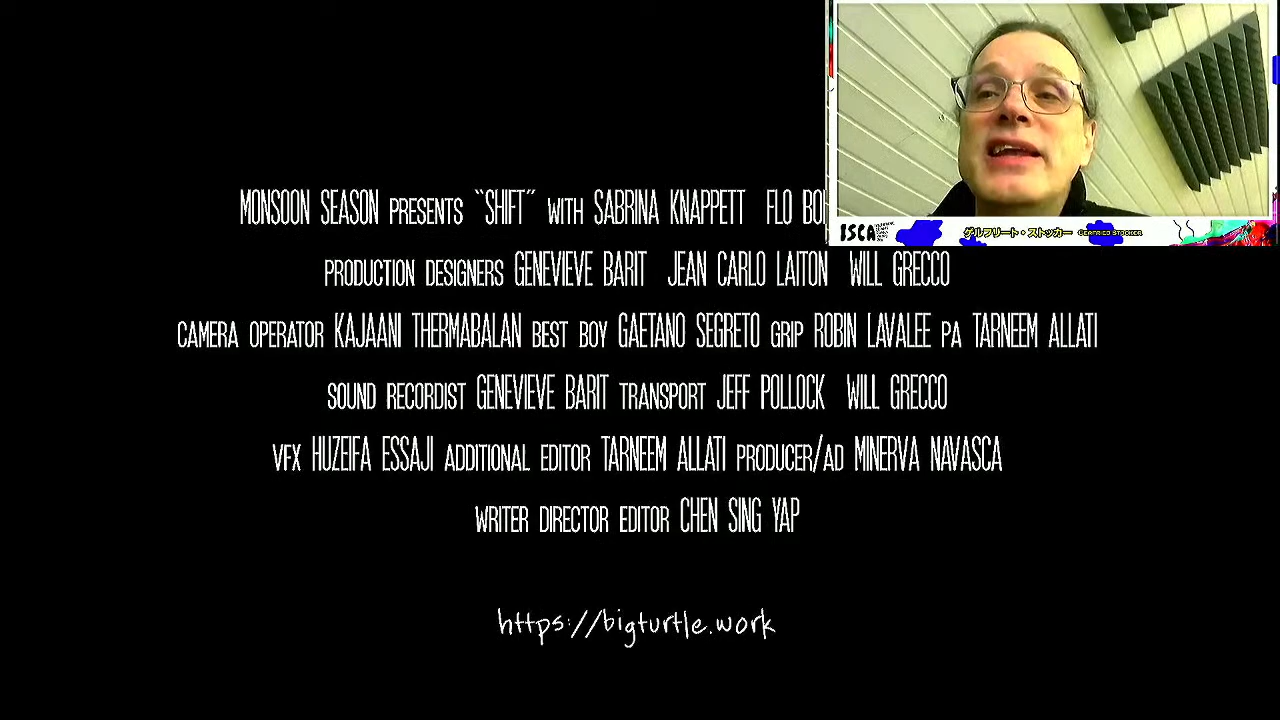 MONSOON SEASON PRESENTS "SHIFT" WITH SABRINA KNAPPETT FLO
PRODUCTION DESIGNERS GENEVIEVE BARIT JEAN CARLO LAITON WILL GRECCO
CAMERA OPERATOR KAJAANI THERMABALAN BEST BOY GAETANO SEGRETO GRIP ROBIN LAVALEE PA TARNEEM ALLATI
SOUND RECORDIST GENEVIEVE BARIT TRANSPORT JEFF POLLOCK WILL GRECCO
VFX HUZEIFA ESSAJI ADDITIONAL EDITOR TARNEEM ALLATI PRODUCER/AD MINERVA NAVASCA
WRITER DIRECTOR EDITOR CHEN SING YAP
https://bigturtle.work
ISCA
ゲルフリート・ストッカー GERFRIED STOCKER